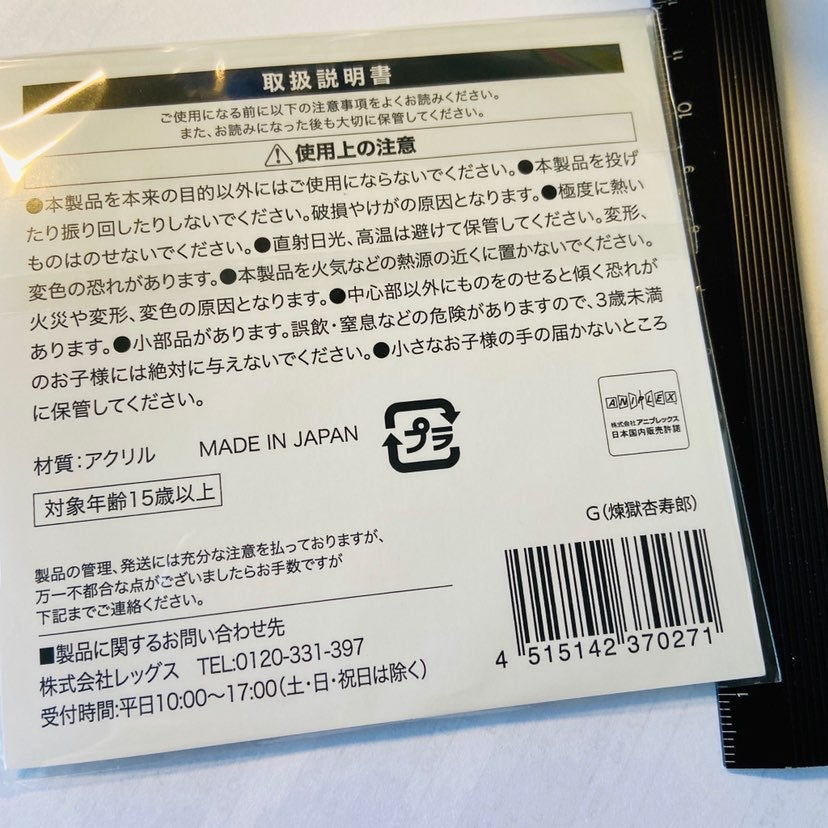 取扱説明書
ご使用になる前に以下の注意事項をよくお読みください。
また、お読みになった後も大切に保管してください。
⚠使用上の注意
●本製品を本来の目的以外にはご使用にならないでください。●本製品を投げ
たり振り回したりしないでください。破損やけがの原因となります。●極度に熱い
ものはのせないでください。●直射日光、高温は避けて保管してください。変形、
変色の恐れがあります。●本製品を火気などの熱源の近くに置かないでください。
火災や変形、変色の原因となります。●中心部以外にものをのせると傾く恐れが
あります。●小部品があります。誤飲・窒息などの危険がありますので、3歳未満
のお子様には絶対に与えないでください。●小さなお子様の手の届かないところ
に保管してください。
材質:アクリル MADE IN JAPAN プラ
ANIPLEX
株式会社アニプレックス
日本国内販売許諾
対象年齢15歳以上
G(煉獄杏寿郎)
製品の管理、発送には充分な注意を払っておりますが、
万一不都合な点がございましたらお手数ですが
下記までご連絡ください。
■製品に関するお問い合わせ先
株式会社レッグス TEL:0120-331-397
受付時間:平日10:00〜17:00(土・日・祝日は除く)
4 515142 370271
11
10
9
8
7
1